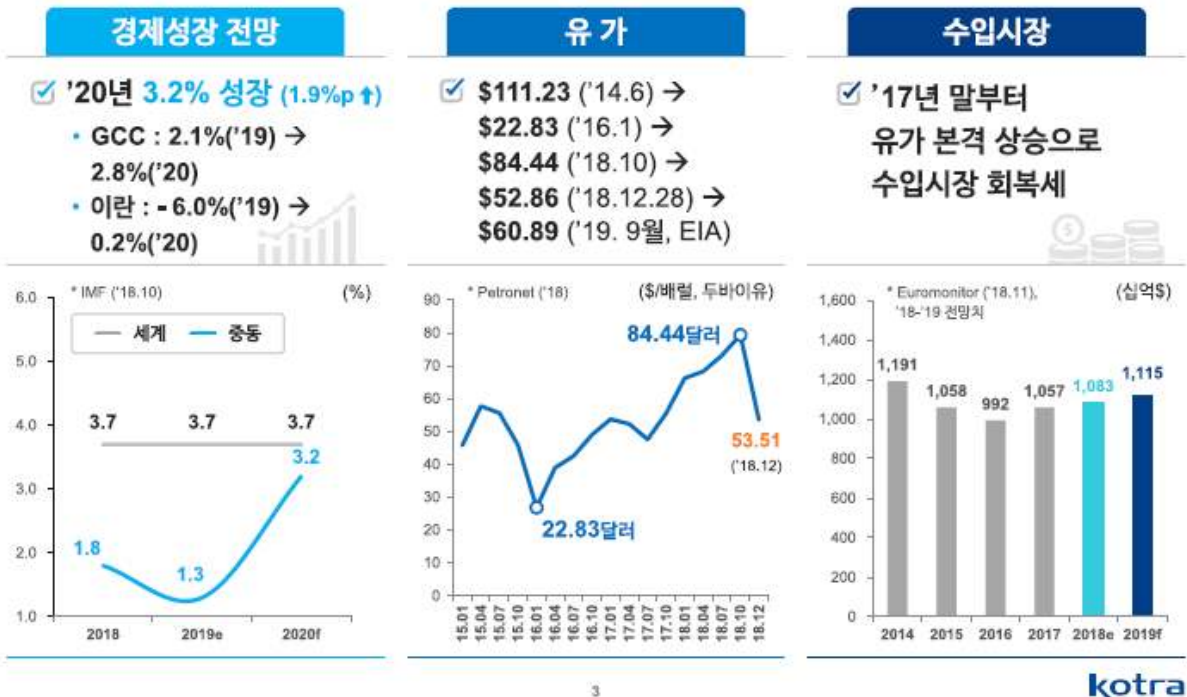 경제성장 전망
'20년 3.2% 성장 (1.9%p ⬆)
• GCC : 2.1%('19) →
2.8%('20)
• 이란 : - 6.0%('19) →
0.2%('20)
* IMF ('18.10)
(%)
세계
중동
6.0
5.0
4.0
3.0
2.0
1.0
3.7
3.7
3.7
3.2
1.8
1.3
2018
2019e
2020f
유 가
$111.23 ('14.6) →
$22.83 ('16.1) →
$84.44 ('18.10) →
$52.86 ('18.12.28) →
$60.89 ('19. 9월, EIA)
* Petronet ('18)
($/배럴, 두바이유)
90
80
70
60
50
40
30
20
10
0
84.44달러
53.51
('18.12)
22.83달러
15.01
15.04
15.07
15.10
16.01
16.04
16.07
16.10
17.01
17.04
17.07
17.10
18.01
18.04
18.07
18.10
18.12
수입시장
'17년 말부터
유가 본격 상승으로
수입시장 회복세
* Euromonitor ('18.11),
'18-'19 전망치
(십억$)
1,600
1,400
1,200
1,000
800
600
400
200
0
1,191
1,058
992
1,057
1,083
1,115
2014
2015
2016
2017
2018e
2019f
3
kotra